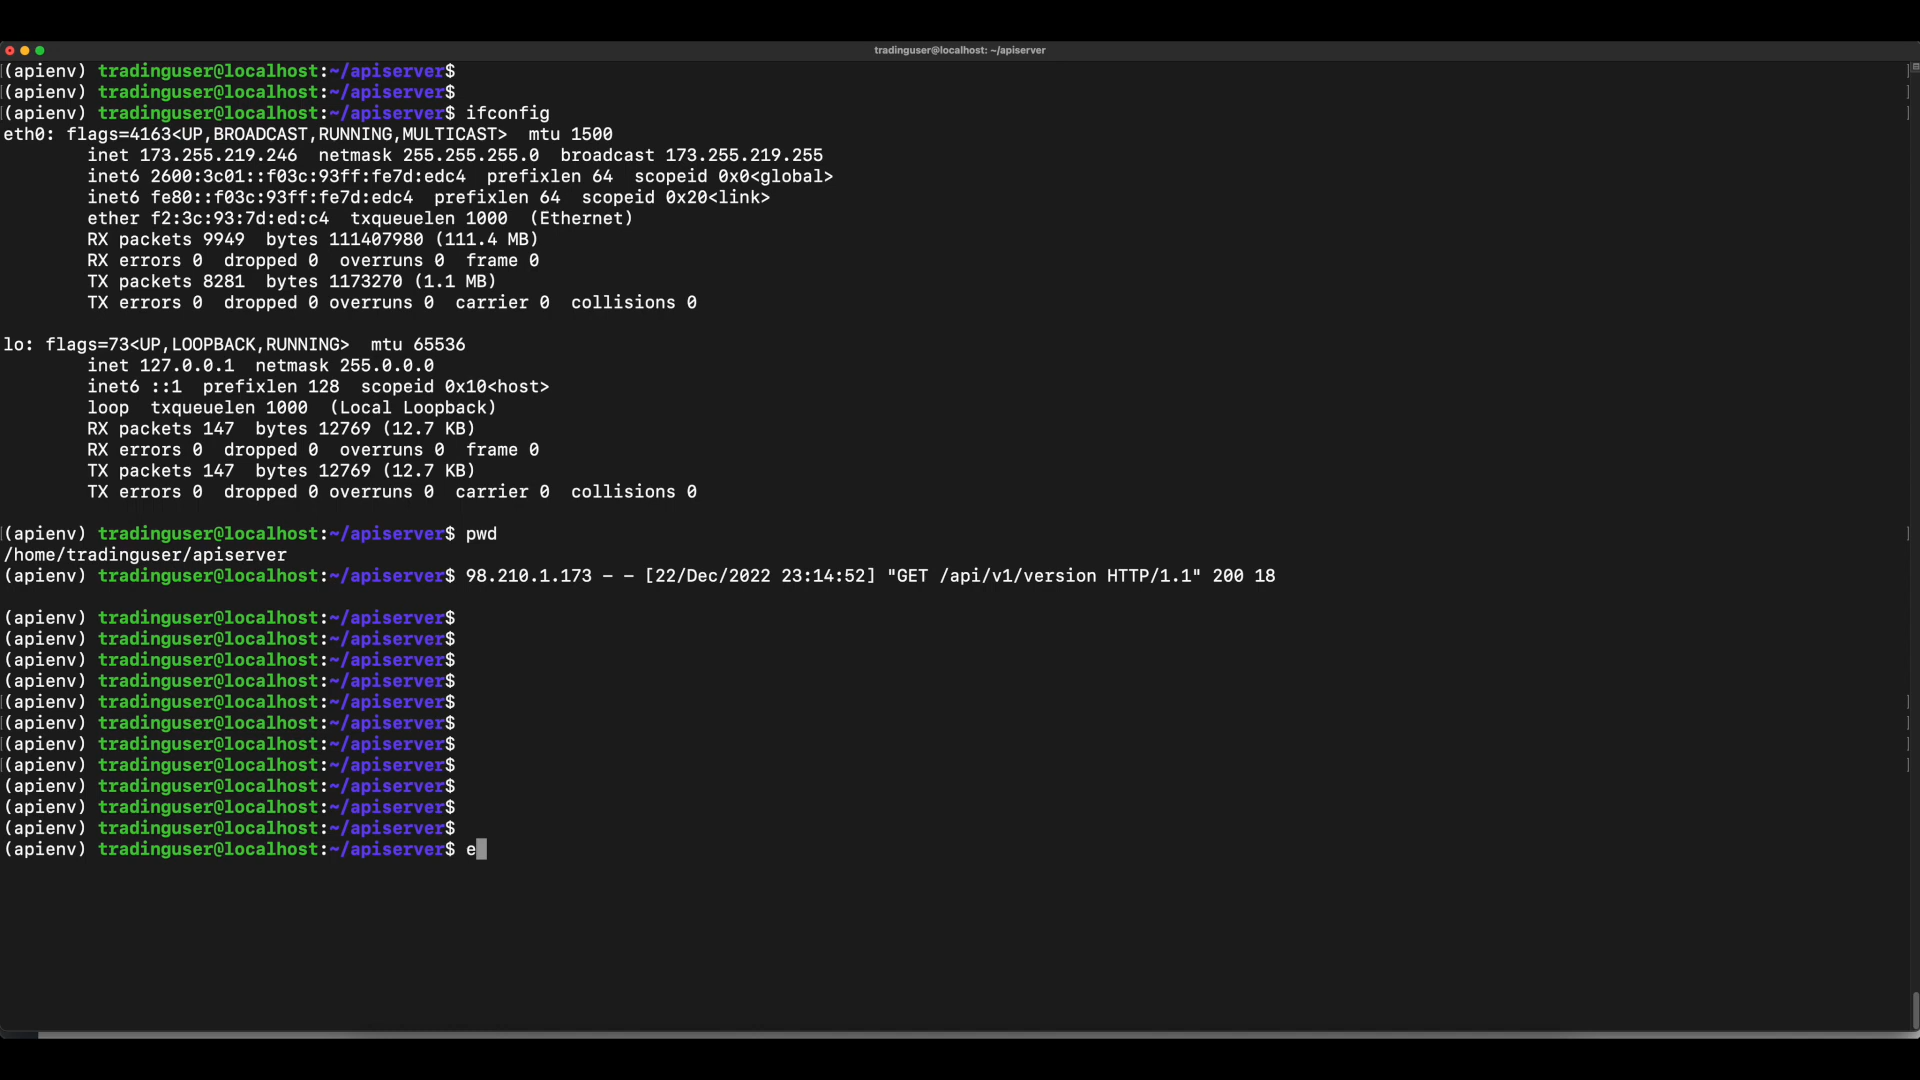 tradinguser@localhost: ~/apiserver
(apienv) tradinguser@localhost:~/apiserver$
(apienv) tradinguser@localhost:~/apiserver$
(apienv) tradinguser@localhost:~/apiserver$ ifconfig
eth0: flags=4163<UP,BROADCAST,RUNNING,MULTICAST>  mtu 1500
        inet 173.255.219.246  netmask 255.255.255.0  broadcast 173.255.219.255
        inet6 2600:3c01::f03c:93ff:fe7d:edc4  prefixlen 64  scopeid 0x0<global>
        inet6 fe80::f03c:93ff:fe7d:edc4  prefixlen 64  scopeid 0x20<link>
        ether f2:3c:93:7d:ed:c4  txqueuelen 1000  (Ethernet)
        RX packets 9949  bytes 111407980 (111.4 MB)
        RX errors 0  dropped 0  overruns 0  frame 0
        TX packets 8281  bytes 1173270 (1.1 MB)
        TX errors 0  dropped 0 overruns 0  carrier 0  collisions 0
lo: flags=73<UP,LOOPBACK,RUNNING>  mtu 65536
        inet 127.0.0.1  netmask 255.0.0.0
        inet6 ::1  prefixlen 128  scopeid 0x10<host>
        loop  txqueuelen 1000  (Local Loopback)
        RX packets 147  bytes 12769 (12.7 KB)
        RX errors 0  dropped 0  overruns 0  frame 0
        TX packets 147  bytes 12769 (12.7 KB)
        TX errors 0  dropped 0 overruns 0  carrier 0  collisions 0
(apienv) tradinguser@localhost:~/apiserver$ pwd
/home/tradinguser/apiserver
(apienv) tradinguser@localhost:~/apiserver$ 98.210.1.173 - - [22/Dec/2022 23:14:52] "GET /api/v1/version HTTP/1.1" 200 18
(apienv) tradinguser@localhost:~/apiserver$
(apienv) tradinguser@localhost:~/apiserver$
(apienv) tradinguser@localhost:~/apiserver$
(apienv) tradinguser@localhost:~/apiserver$
(apienv) tradinguser@localhost:~/apiserver$
(apienv) tradinguser@localhost:~/apiserver$
(apienv) tradinguser@localhost:~/apiserver$
(apienv) tradinguser@localhost:~/apiserver$
(apienv) tradinguser@localhost:~/apiserver$
(apienv) tradinguser@localhost:~/apiserver$
(apienv) tradinguser@localhost:~/apiserver$
(apienv) tradinguser@localhost:~/apiserver$ e